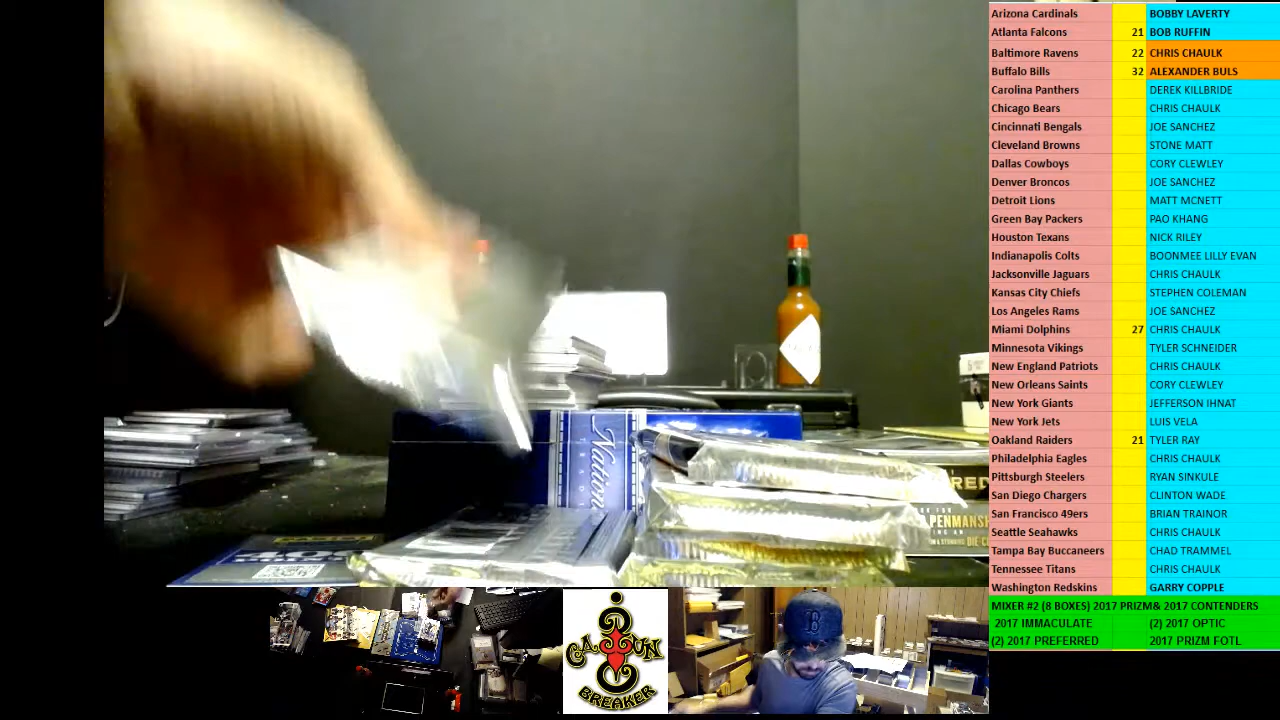 Arizona Cardinals BOBBY LAVERTY
Atlanta Falcons 21 BOB RUFFIN
Baltimore Ravens 22 CHRIS CHAULK
Buffalo Bills 32 ALEXANDER BULS
Carolina Panthers DEREK KILLBRIDE
Chicago Bears CHRIS CHAULK
Cincinnati Bengals JOE SANCHEZ
Cleveland Browns STONE MATT
Dallas Cowboys CORY CLEWLEY
Denver Broncos JOE SANCHEZ
Detroit Lions MATT MCNETT
Green Bay Packers PAO KHANG
Houston Texans NICK RILEY
Indianapolis Colts BOONMEE LILLY EVAN
Jacksonville Jaguars CHRIS CHAULK
Kansas City Chiefs STEPHEN COLEMAN
Los Angeles Rams JOE SANCHEZ
Miami Dolphins 27 CHRIS CHAULK
Minnesota Vikings TYLER SCHNEIDER
New England Patriots CHRIS CHAULK
New Orleans Saints CORY CLEWLEY
New York Giants JEFFERSON IHNAT
New York Jets LUIS VELA
Oakland Raiders 21 TYLER RAY
Philadelphia Eagles CHRIS CHAULK
Pittsburgh Steelers RYAN SINKULE
San Diego Chargers CLINTON WADE
San Francisco 49ers BRIAN TRAINOR
Seattle Seahawks CHRIS CHAULK
Tampa Bay Buccaneers CHAD TRAMMEL
Tennessee Titans CHRIS CHAULK
Washington Redskins GARRY COPPLE
MIXER #2 (8 BOXES) 2017 PRIZM& 2017 CONTENDERS
2017 IMMACULATE (2) 2017 OPTIC
(2) 2017 PREFERRED 2017 PRIZM FOTL
Nation
PENMANSH
CAJUN
BREAKER
B